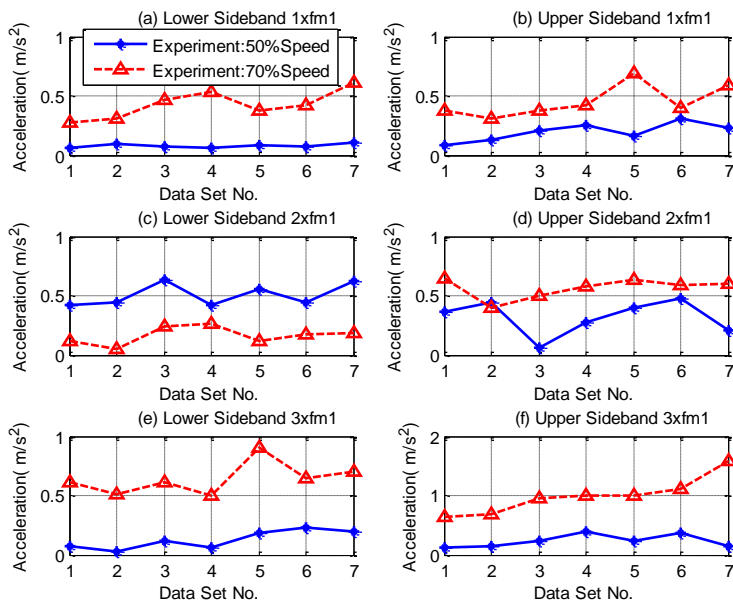 (a) Lower Sideband 1xfm1
Acceleration( m/s²)
1
0.5
0
Experiment:50%Speed
Experiment:70%Speed
1 2 3 4 5 6 7
Data Set No.
(b) Upper Sideband 1xfm1
Acceleration( m/s²)
1
0.5
0
1 2 3 4 5 6 7
Data Set No.
(c) Lower Sideband 2xfm1
Acceleration( m/s²)
1
0.5
0
1 2 3 4 5 6 7
Data Set No.
(d) Upper Sideband 2xfm1
Acceleration( m/s²)
1
0.5
0
1 2 3 4 5 6 7
Data Set No.
(e) Lower Sideband 3xfm1
Acceleration( m/s²)
1
0.5
0
1 2 3 4 5 6 7
Data Set No.
(f) Upper Sideband 3xfm1
Acceleration( m/s²)
2
1
0
1 2 3 4 5 6 7
Data Set No.